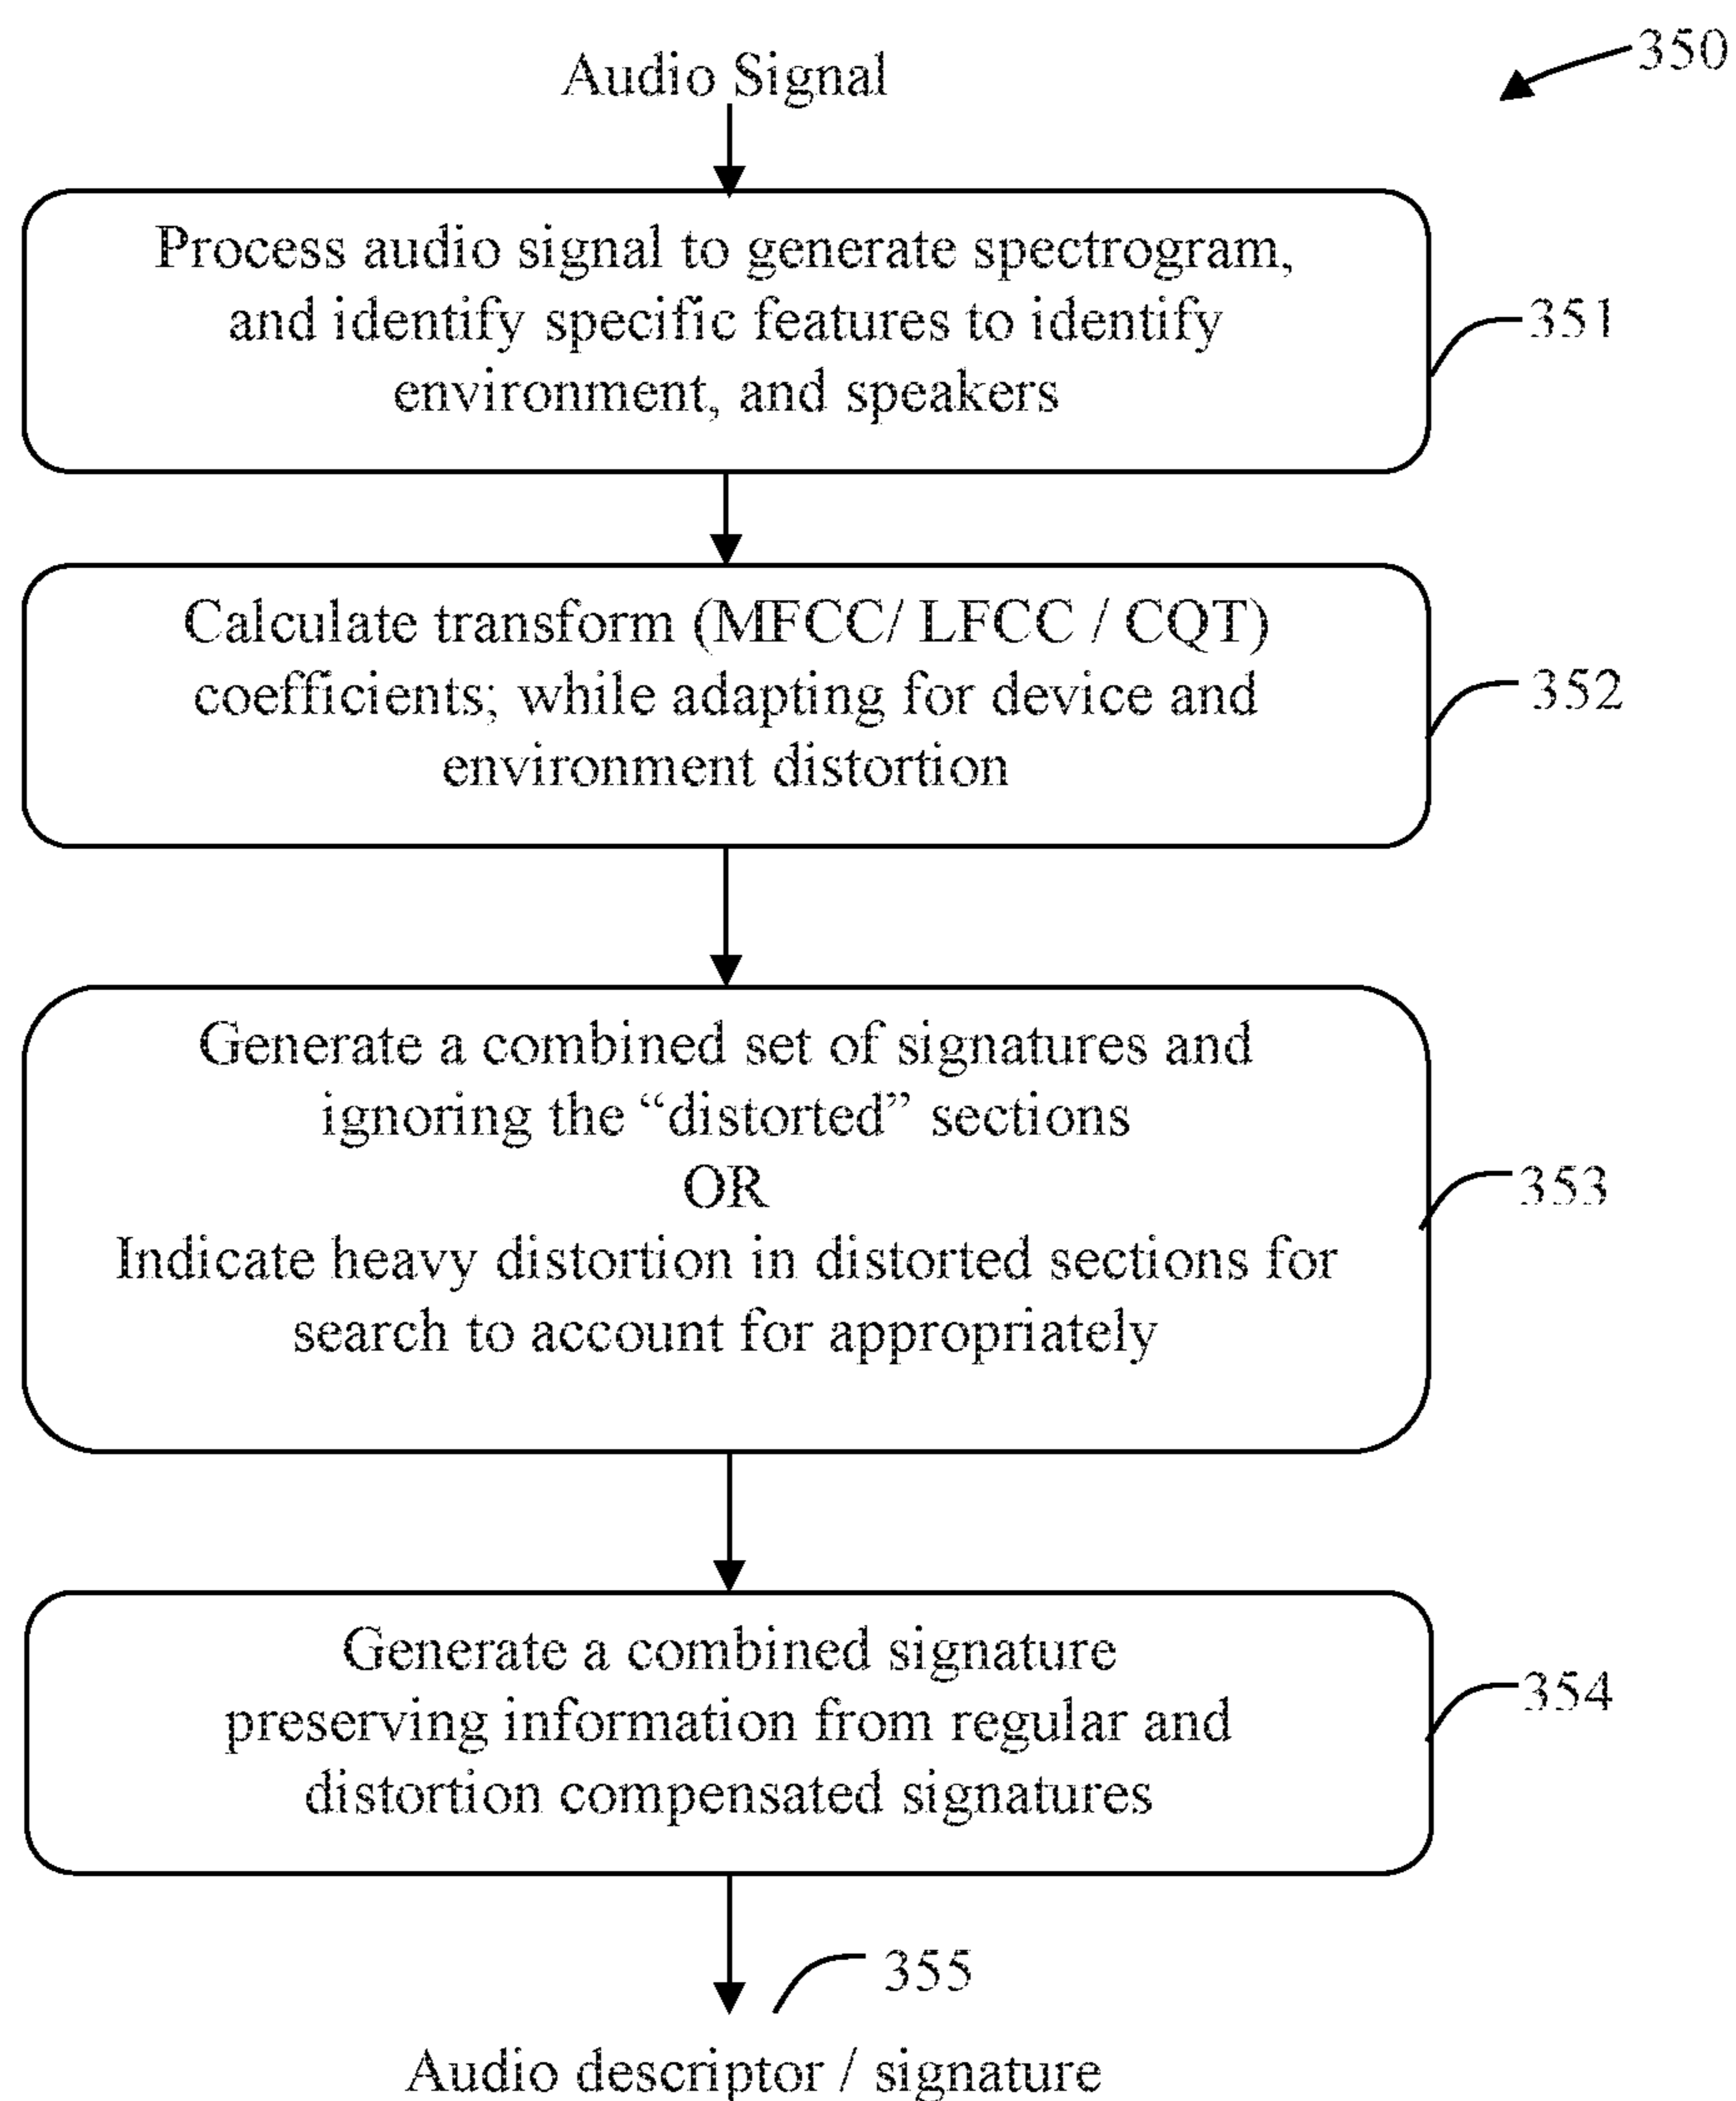 350
Audio Signal
Process audio signal to generate spectrogram,
and identify specific features to identify
environment, and speakers
351
Calculate transform (MFCC/ LFCC / CQT)
coefficients; while adapting for device and
environment distortion
352
Generate a combined set of signatures and
ignoring the “distorted” sections
OR
Indicate heavy distortion in distorted sections for
search to account for appropriately
353
Generate a combined signature
preserving information from regular and
distortion compensated signatures
354
355
Audio descriptor / signature